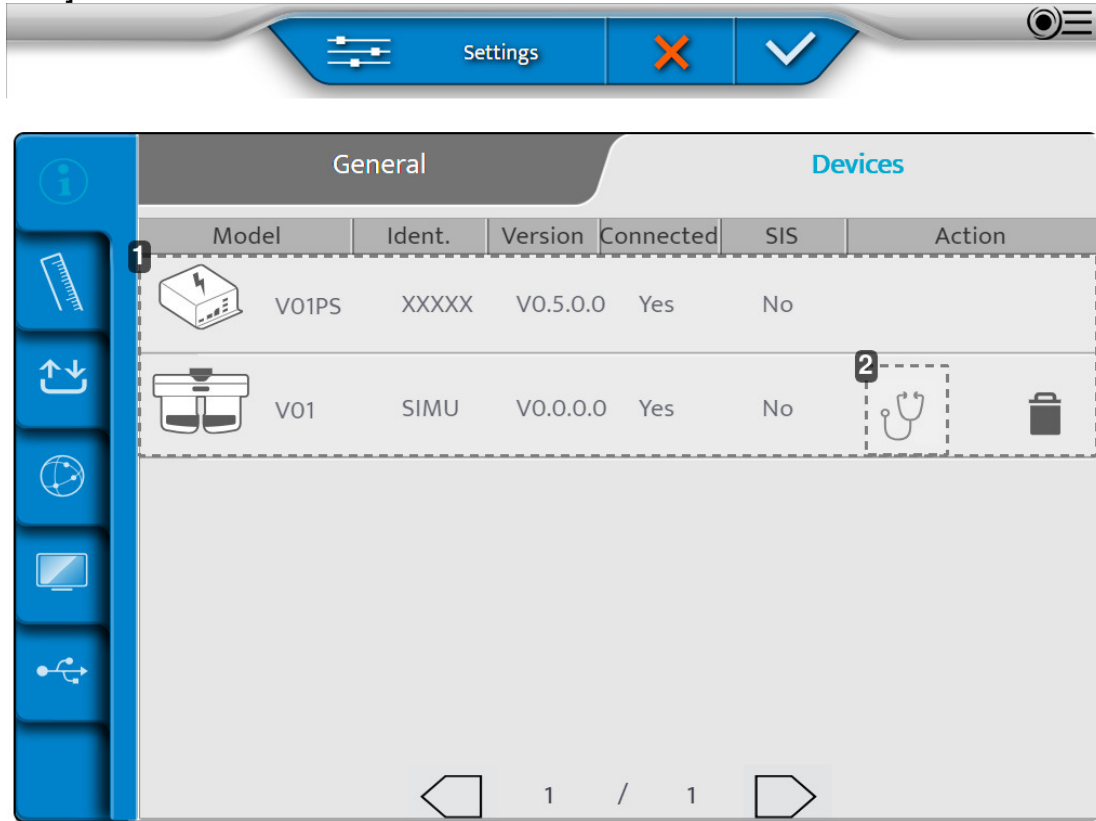 Settings
General Devices
Model Ident. Version Connected SIS Action
1
V01PS XXXXX V0.5.0.0 Yes No
2
V01 SIMU V0.0.0.0 Yes No
1 / 1